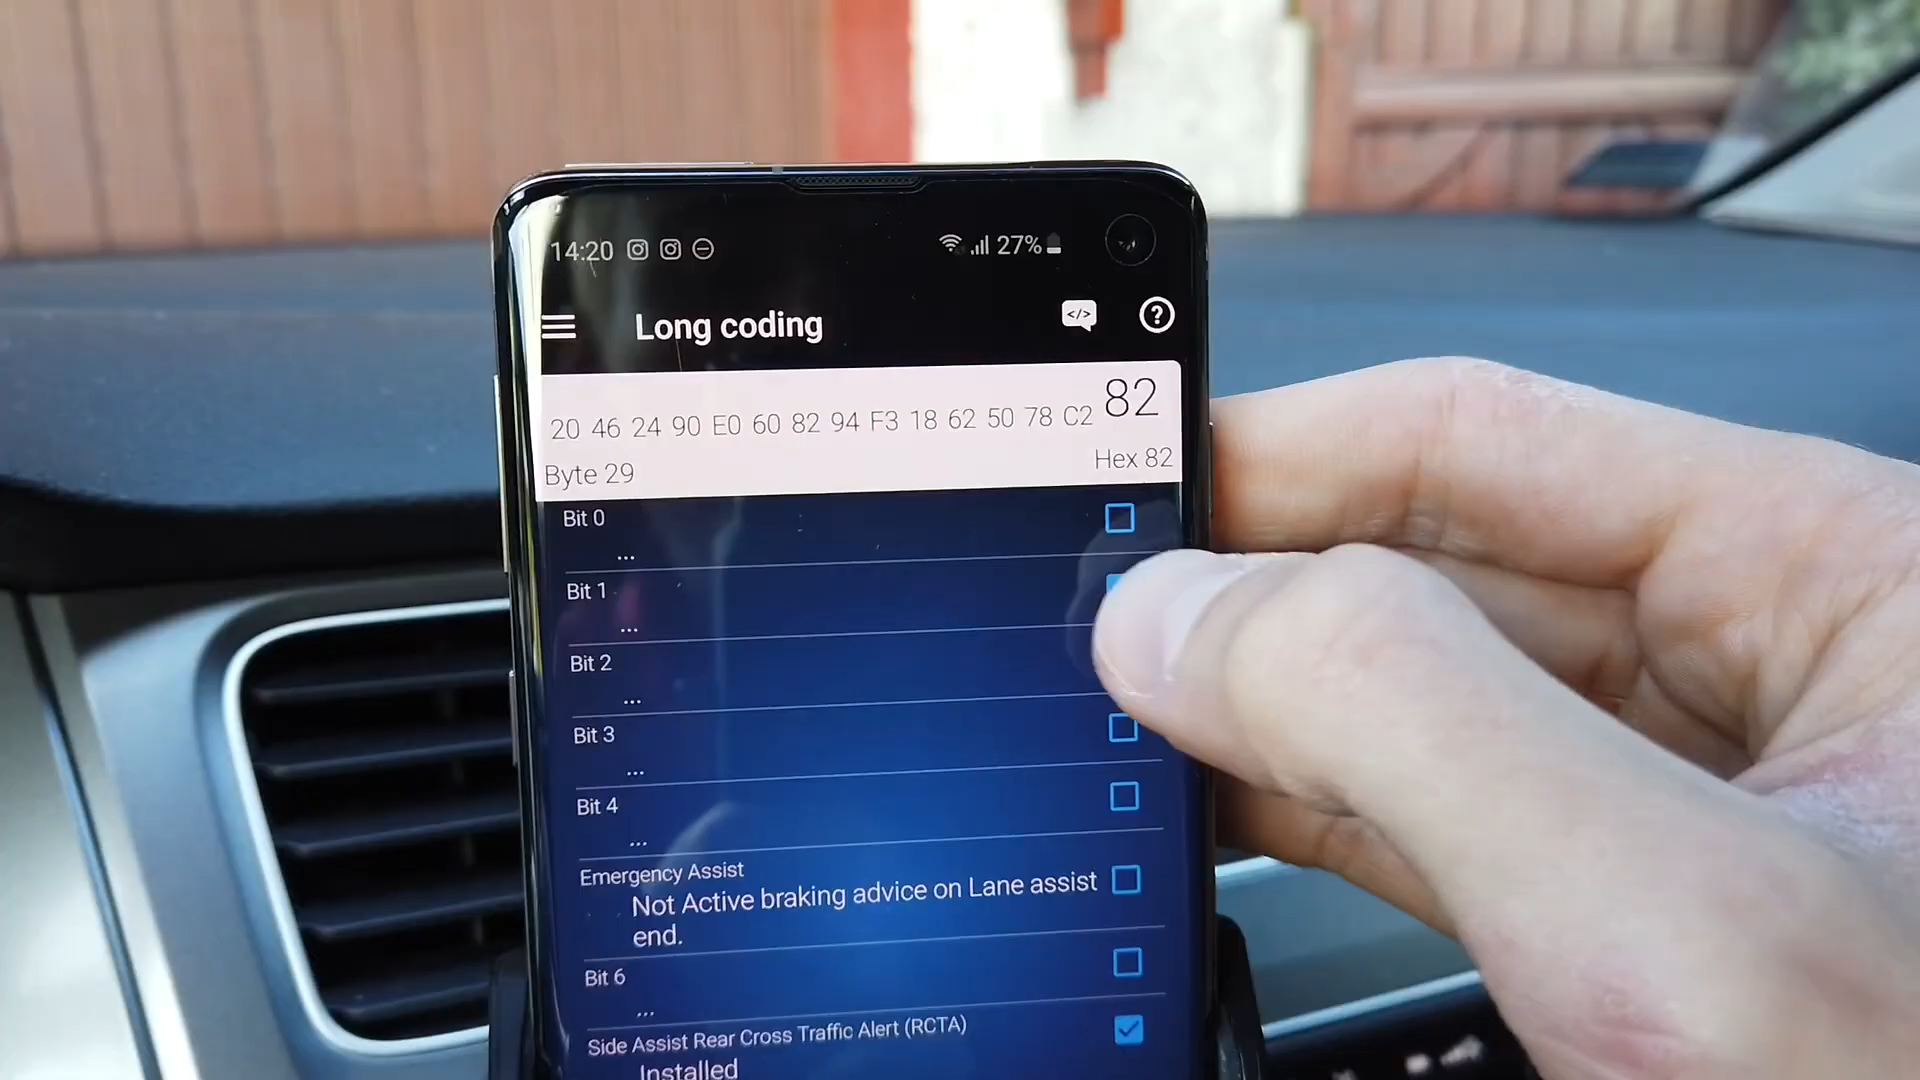 14:20 27%
Long coding </>
?
20 46 24 90 E0 60 82 94 F3 18 62 50 78 C2 82
Byte 29 Hex 82
Bit 0
...
Bit 1
...
Bit 2
...
Bit 3
...
Bit 4
...
Emergency Assist
Not Active braking advice on Lane assist
end.
Bit 6
...
Side Assist Rear Cross Traffic Alert (RCTA)
Installed